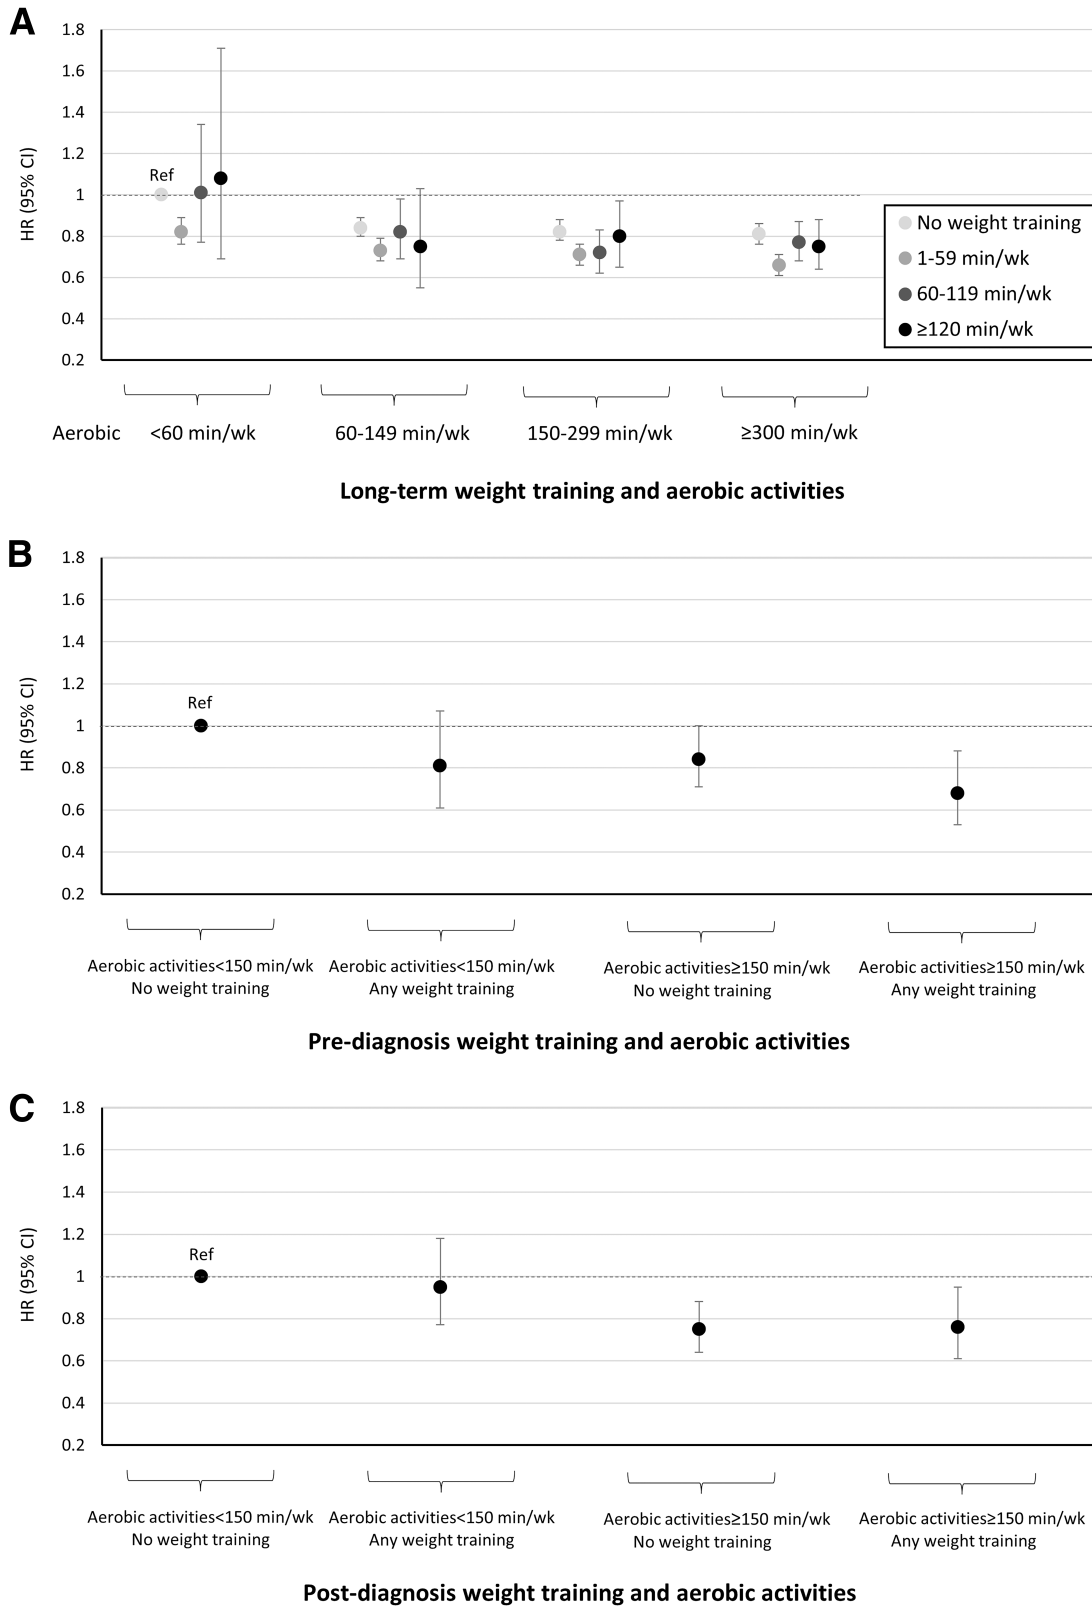 A
1.8
1.6
1.4
1.2
1
0.8
0.6
0.4
0.2
HR (95% CI)
Ref
No weight training
1-59 min/wk
60-119 min/wk
≥120 min/wk
Aerobic <60 min/wk 60-149 min/wk 150-299 min/wk ≥300 min/wk
Long-term weight training and aerobic activities
B
1.8
1.6
1.4
1.2
1
0.8
0.6
0.4
0.2
HR (95% CI)
Ref
Aerobic activities<150 min/wk
No weight training
Aerobic activities<150 min/wk
Any weight training
Aerobic activities≥150 min/wk
No weight training
Aerobic activities≥150 min/wk
Any weight training
Pre-diagnosis weight training and aerobic activities
C
1.8
1.6
1.4
1.2
1
0.8
0.6
0.4
0.2
HR (95% CI)
Ref
Aerobic activities<150 min/wk
No weight training
Aerobic activities<150 min/wk
Any weight training
Aerobic activities≥150 min/wk
No weight training
Aerobic activities≥150 min/wk
Any weight training
Post-diagnosis weight training and aerobic activities